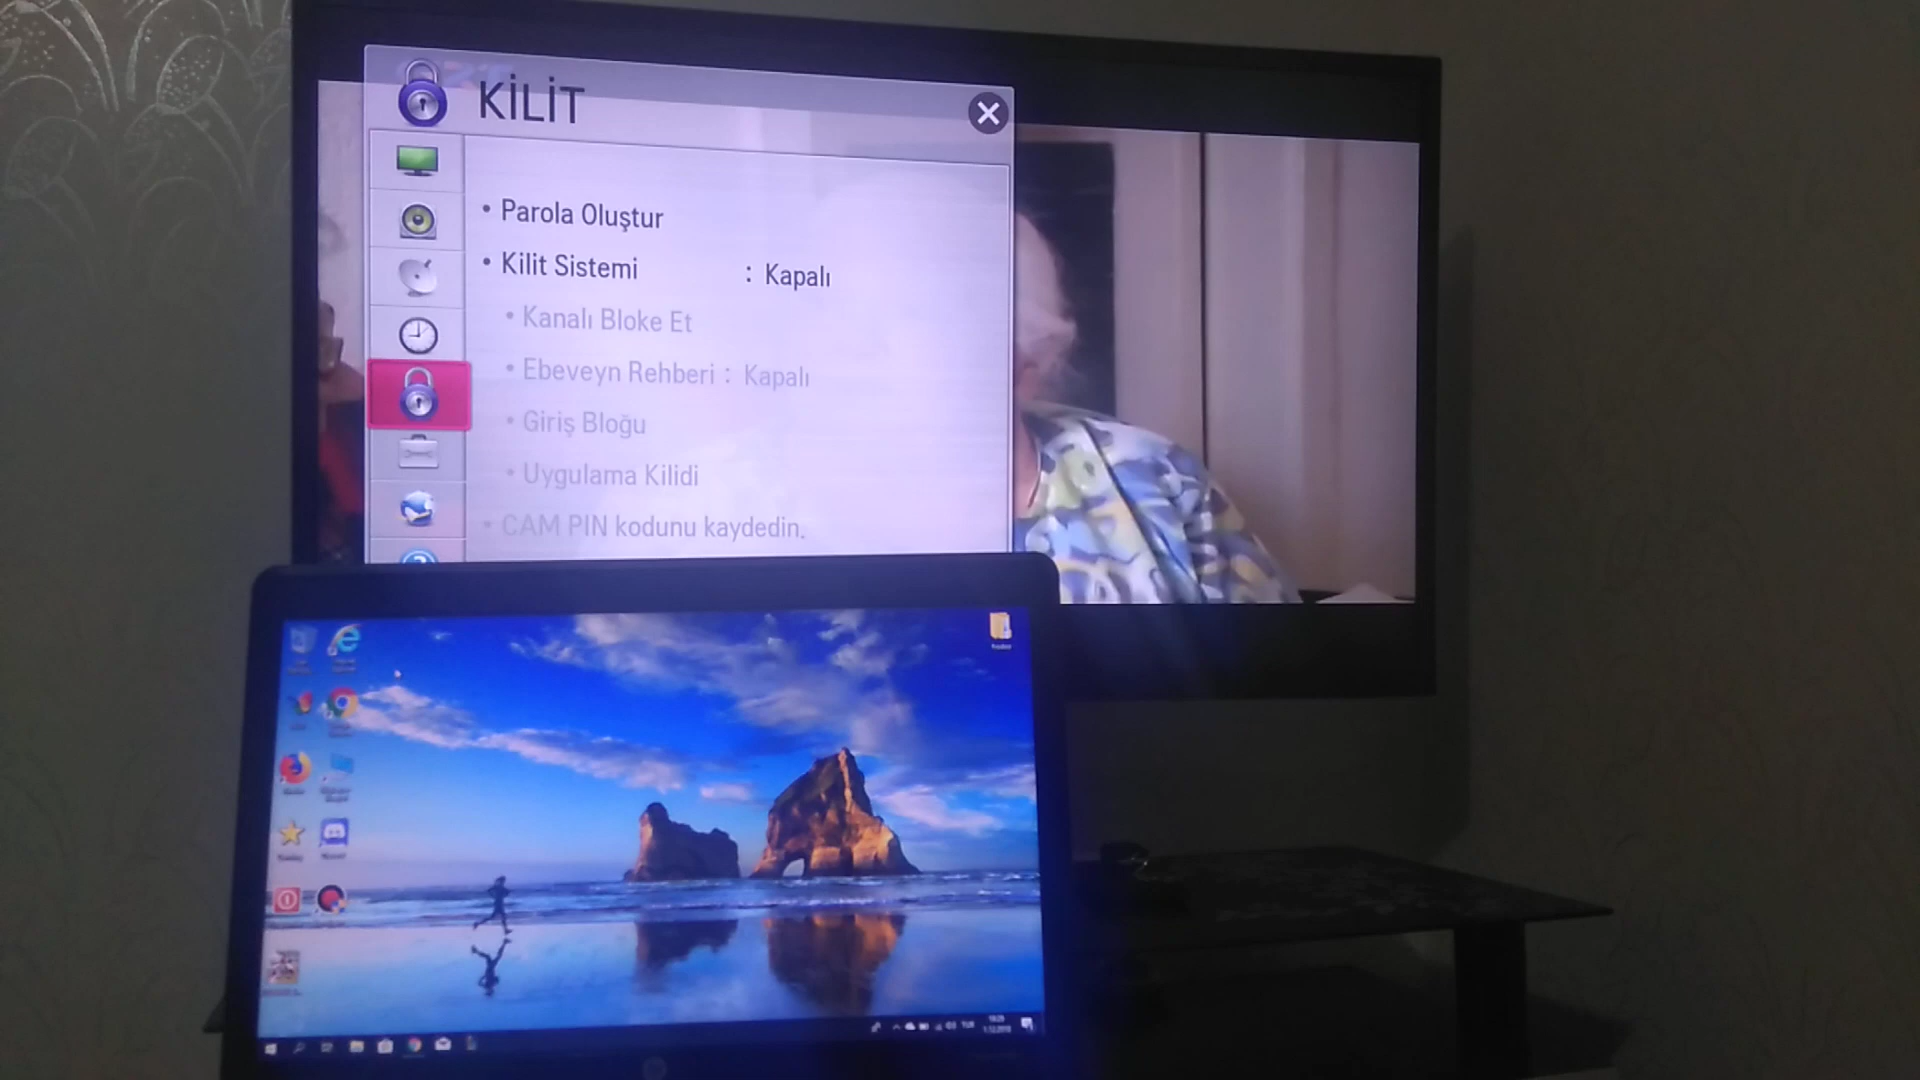 KİLİT
• Parola Oluştur
• Kilit Sistemi : Kapalı
• Kanalı Bloke Et
• Ebeveyn Rehberi : Kapalı
• Giriş Bloğu
• Uygulama Kilidi
• CAM PIN kodunu kaydedin.
TUR